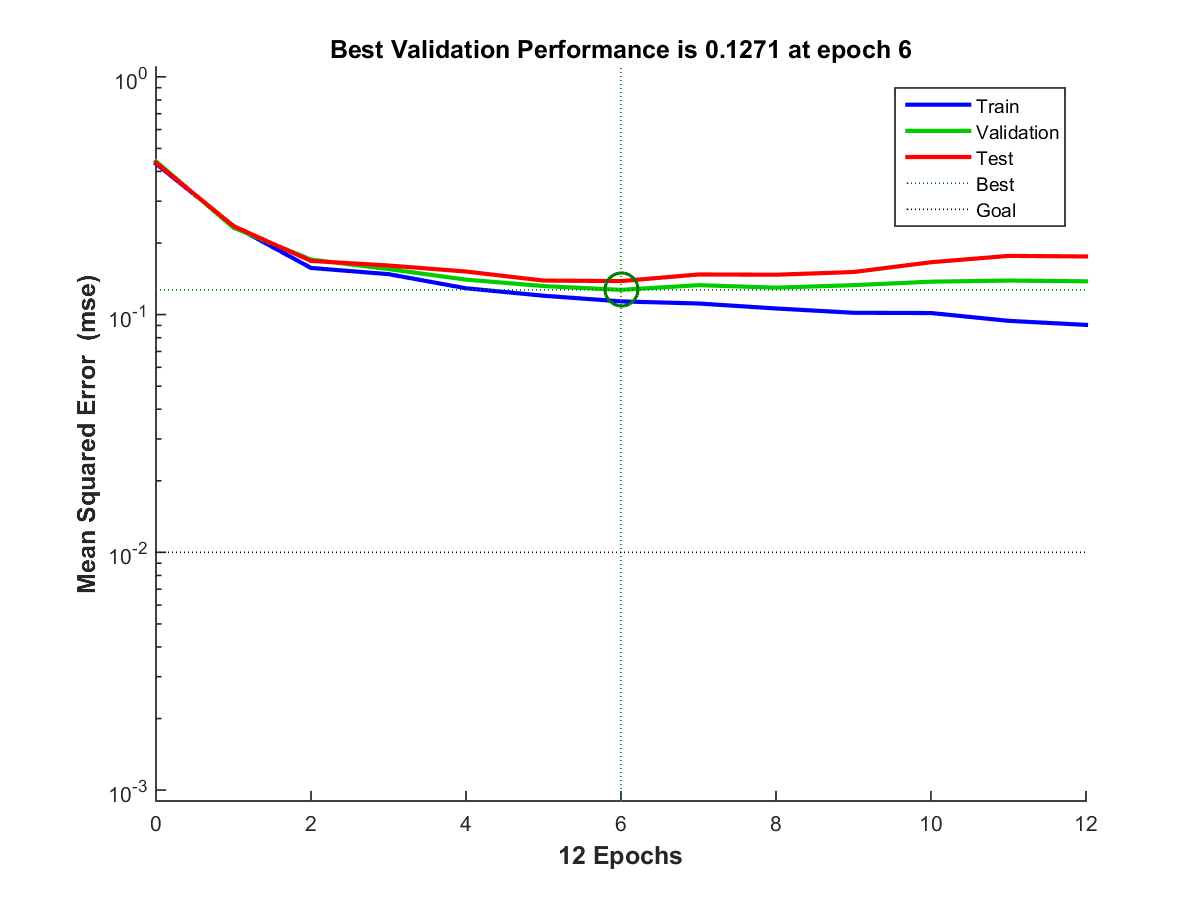 Best Validation Performance is 0.1271 at epoch 6
10^0
10^-1
10^-2
10^-3
Mean Squared Error  (mse)
Train
Validation
Test
Best
Goal
0 2 4 6 8 10 12
12 Epochs